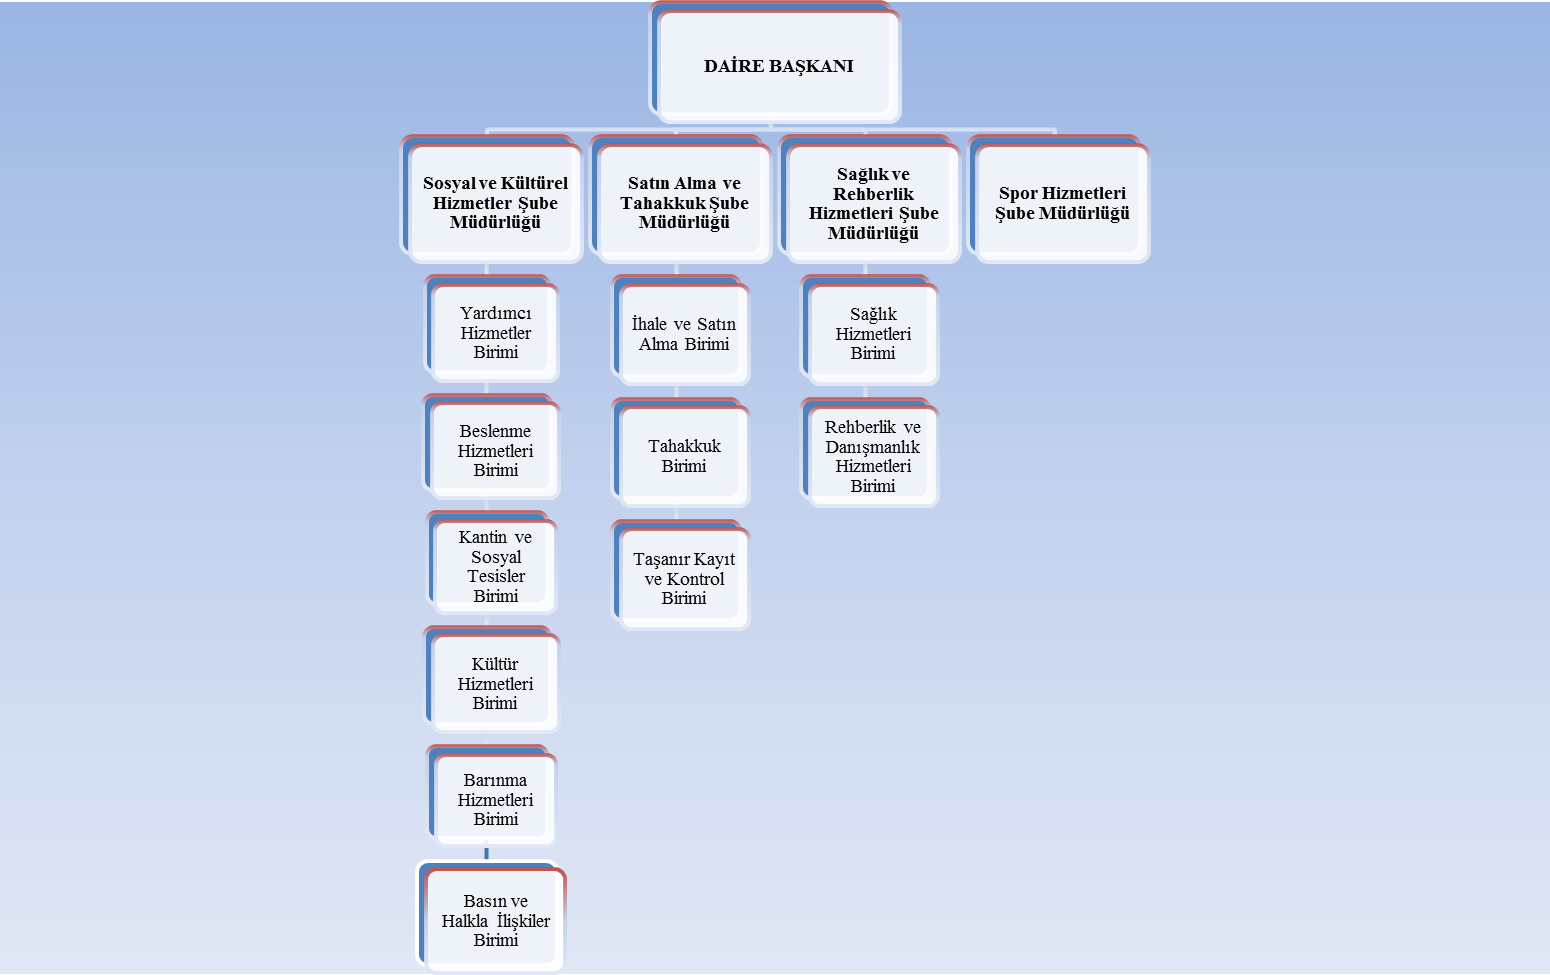 DAİRE BAŞKANI
Sosyal ve Kültürel
Hizmetler Şube
Müdürlüğü
Satın Alma ve
Tahakkuk Şube
Müdürlüğü
Sağlık ve
Rehberlik
Hizmetleri Şube
Müdürlüğü
Spor Hizmetleri
Şube Müdürlüğü
Yardımcı
Hizmetler
Birimi
Beslenme
Hizmetleri
Birimi
Kantin ve
Sosyal
Tesisler
Birimi
Kültür
Hizmetleri
Birimi
Barınma
Hizmetleri
Birimi
Basın ve
Halkla İlişkiler
Birimi
İhale ve Satın
Alma Birimi
Tahakkuk
Birimi
Taşanır Kayıt
ve Kontrol
Birimi
Sağlık
Hizmetleri
Birimi
Rehberlik ve
Danışmanlık
Hizmetleri
Birimi